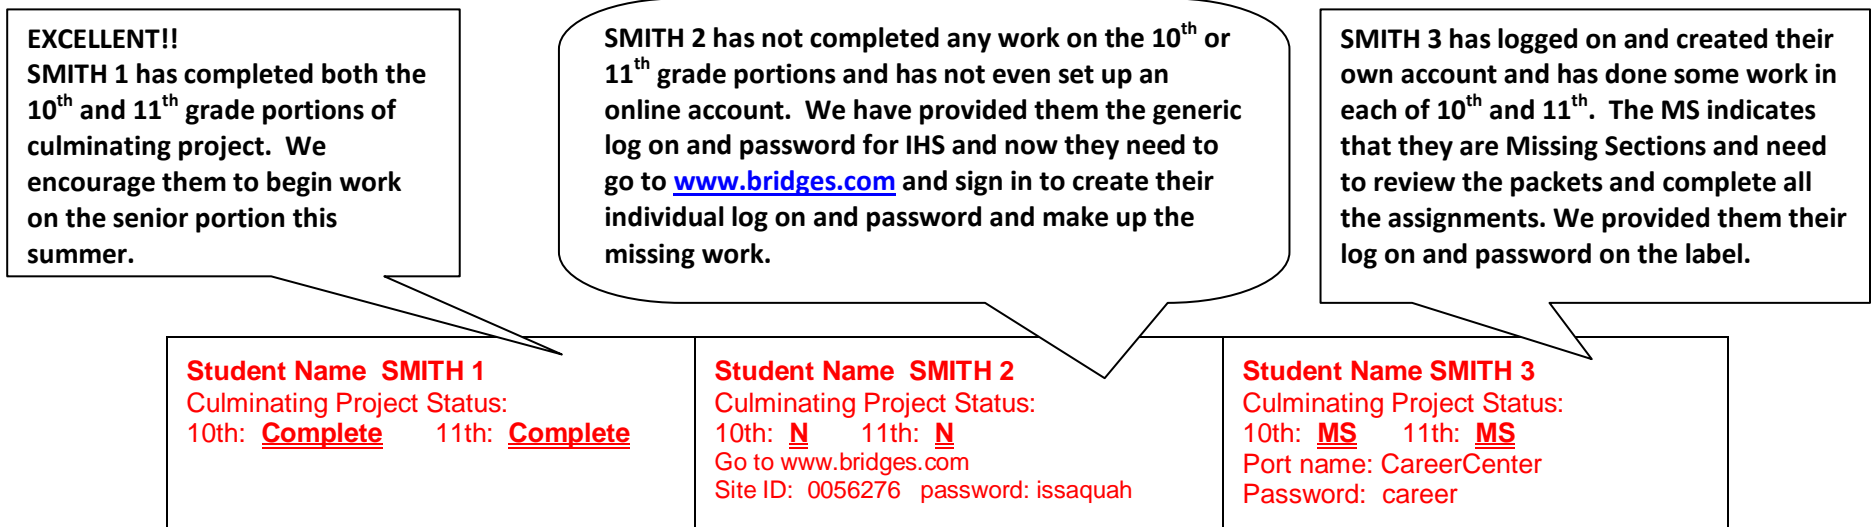 EXCELLENT!!
SMITH 1 has completed both the
10th and 11th grade portions of
culminating project.  We
encourage them to begin work
on the senior portion this
summer.
SMITH 2 has not completed any work on the 10th or
11th grade portions and has not even set up an
online account.  We have provided them the generic
log on and password for IHS and now they need to
go to www.bridges.com and sign in to create their
individual log on and password and make up the
missing work.
SMITH 3 has logged on and created their
own account and has done some work in
each of 10th and 11th.  The MS indicates
that they are Missing Sections and need
to review the packets and complete all
the assignments. We provided them their
log on and password on the label.
Student Name  SMITH 1
Culminating Project Status:
10th:  Complete      11th:  Complete
Student Name  SMITH 2
Culminating Project Status:
10th:  N      11th:  N
Go to www.bridges.com
Site ID:  0056276   password: issaquah
Student Name SMITH 3
Culminating Project Status:
10th:  MS      11th:  MS
Port name: CareerCenter
Password:  career